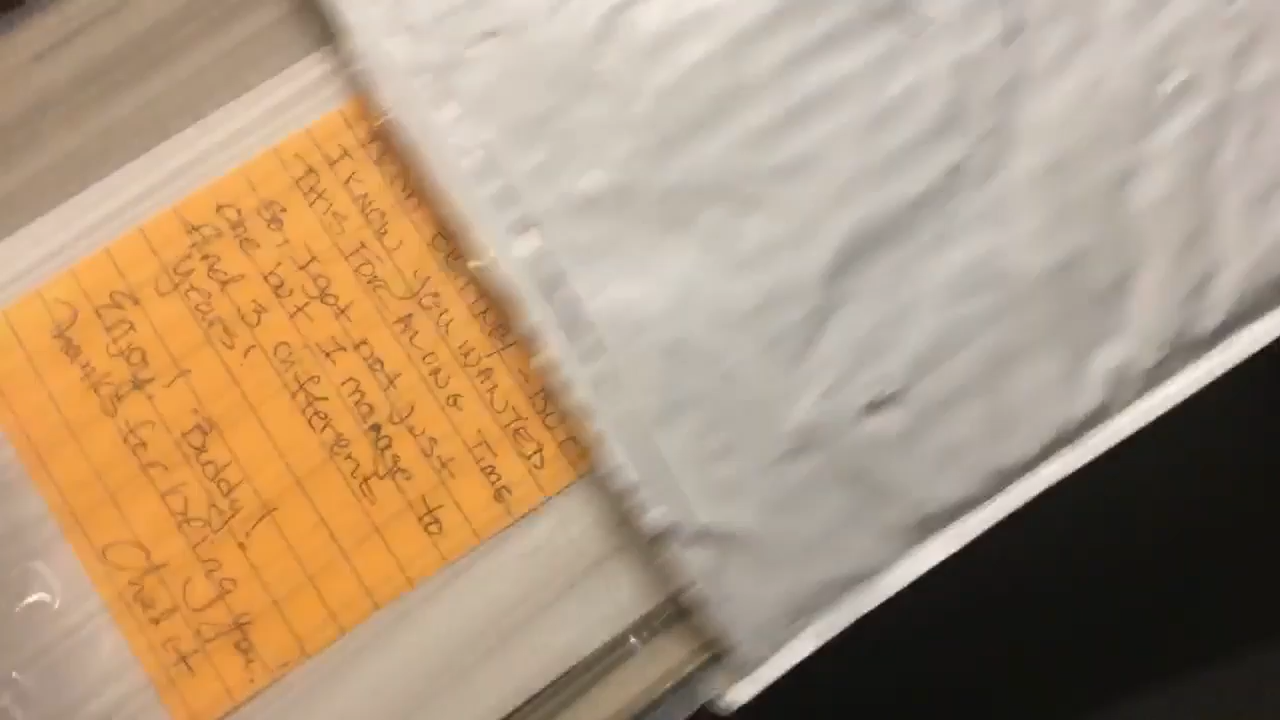 I KNOW YOU WANTED
THIS FOR A LONG TIME
So, I got not just
one but I manage to
find 3 different
years!
Enjoy! Buddy!
Thanks for being you!